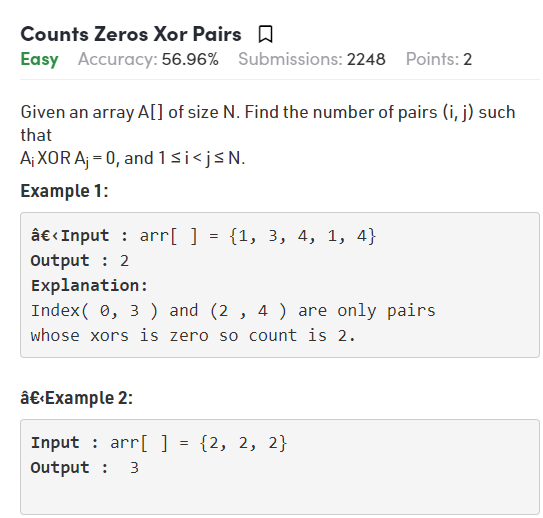 Counts Zeros Xor Pairs
Easy Accuracy: 56.96% Submissions: 2248 Points: 2
Given an array A[] of size N. Find the number of pairs (i, j) such
that
Ai XOR Aj = 0, and 1 ≤ i < j ≤ N.
Example 1:
â€‹Input : arr[ ] = {1, 3, 4, 1, 4}
Output : 2
Explanation:
Index( 0, 3 ) and (2 , 4 ) are only pairs
whose xors is zero so count is 2.
â€‹Example 2:
Input : arr[ ] = {2, 2, 2}
Output : 3